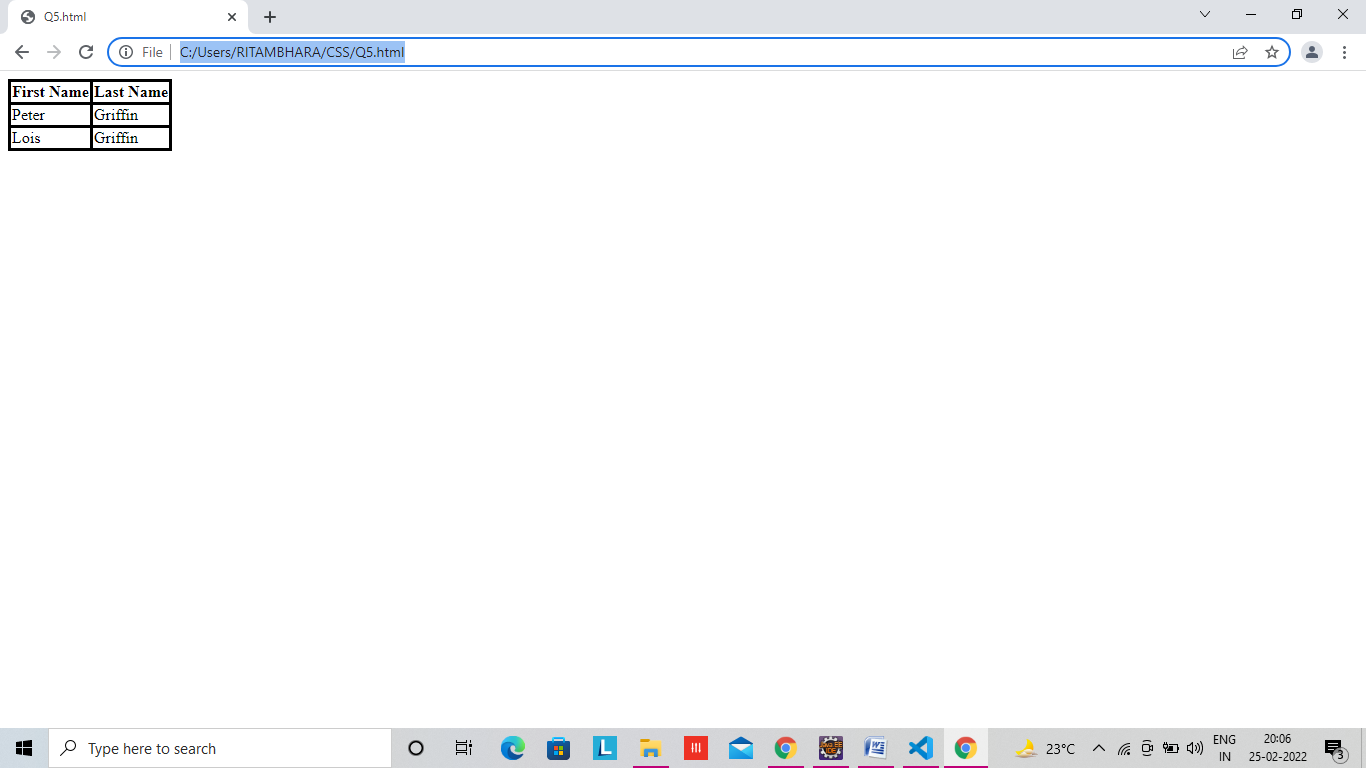 Q5.html
File C:/Users/RITAMBHARA/CSS/Q5.html
First Name Last Name
Peter Griffin
Lois Griffin
Type here to search
L
23°C
ENG
IN
20:06
25-02-2022
3